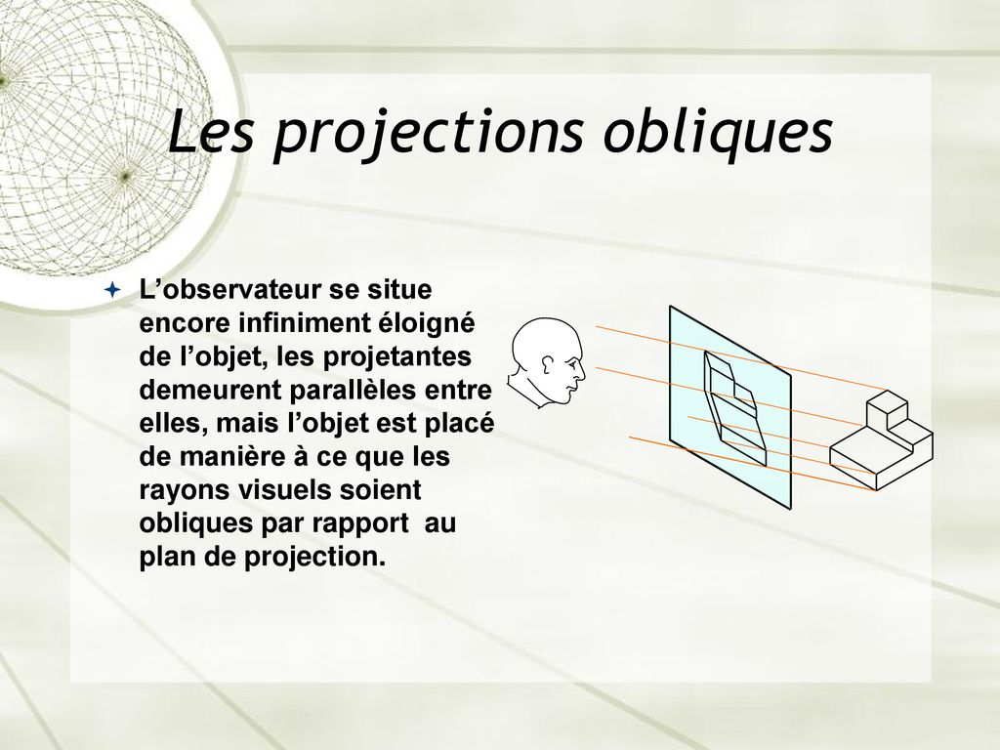 Les projections obliques
L’observateur se situe
encore infiniment éloigné
de l’objet, les projetantes
demeurent parallèles entre
elles, mais l’objet est placé
de manière à ce que les
rayons visuels soient
obliques par rapport  au
plan de projection.